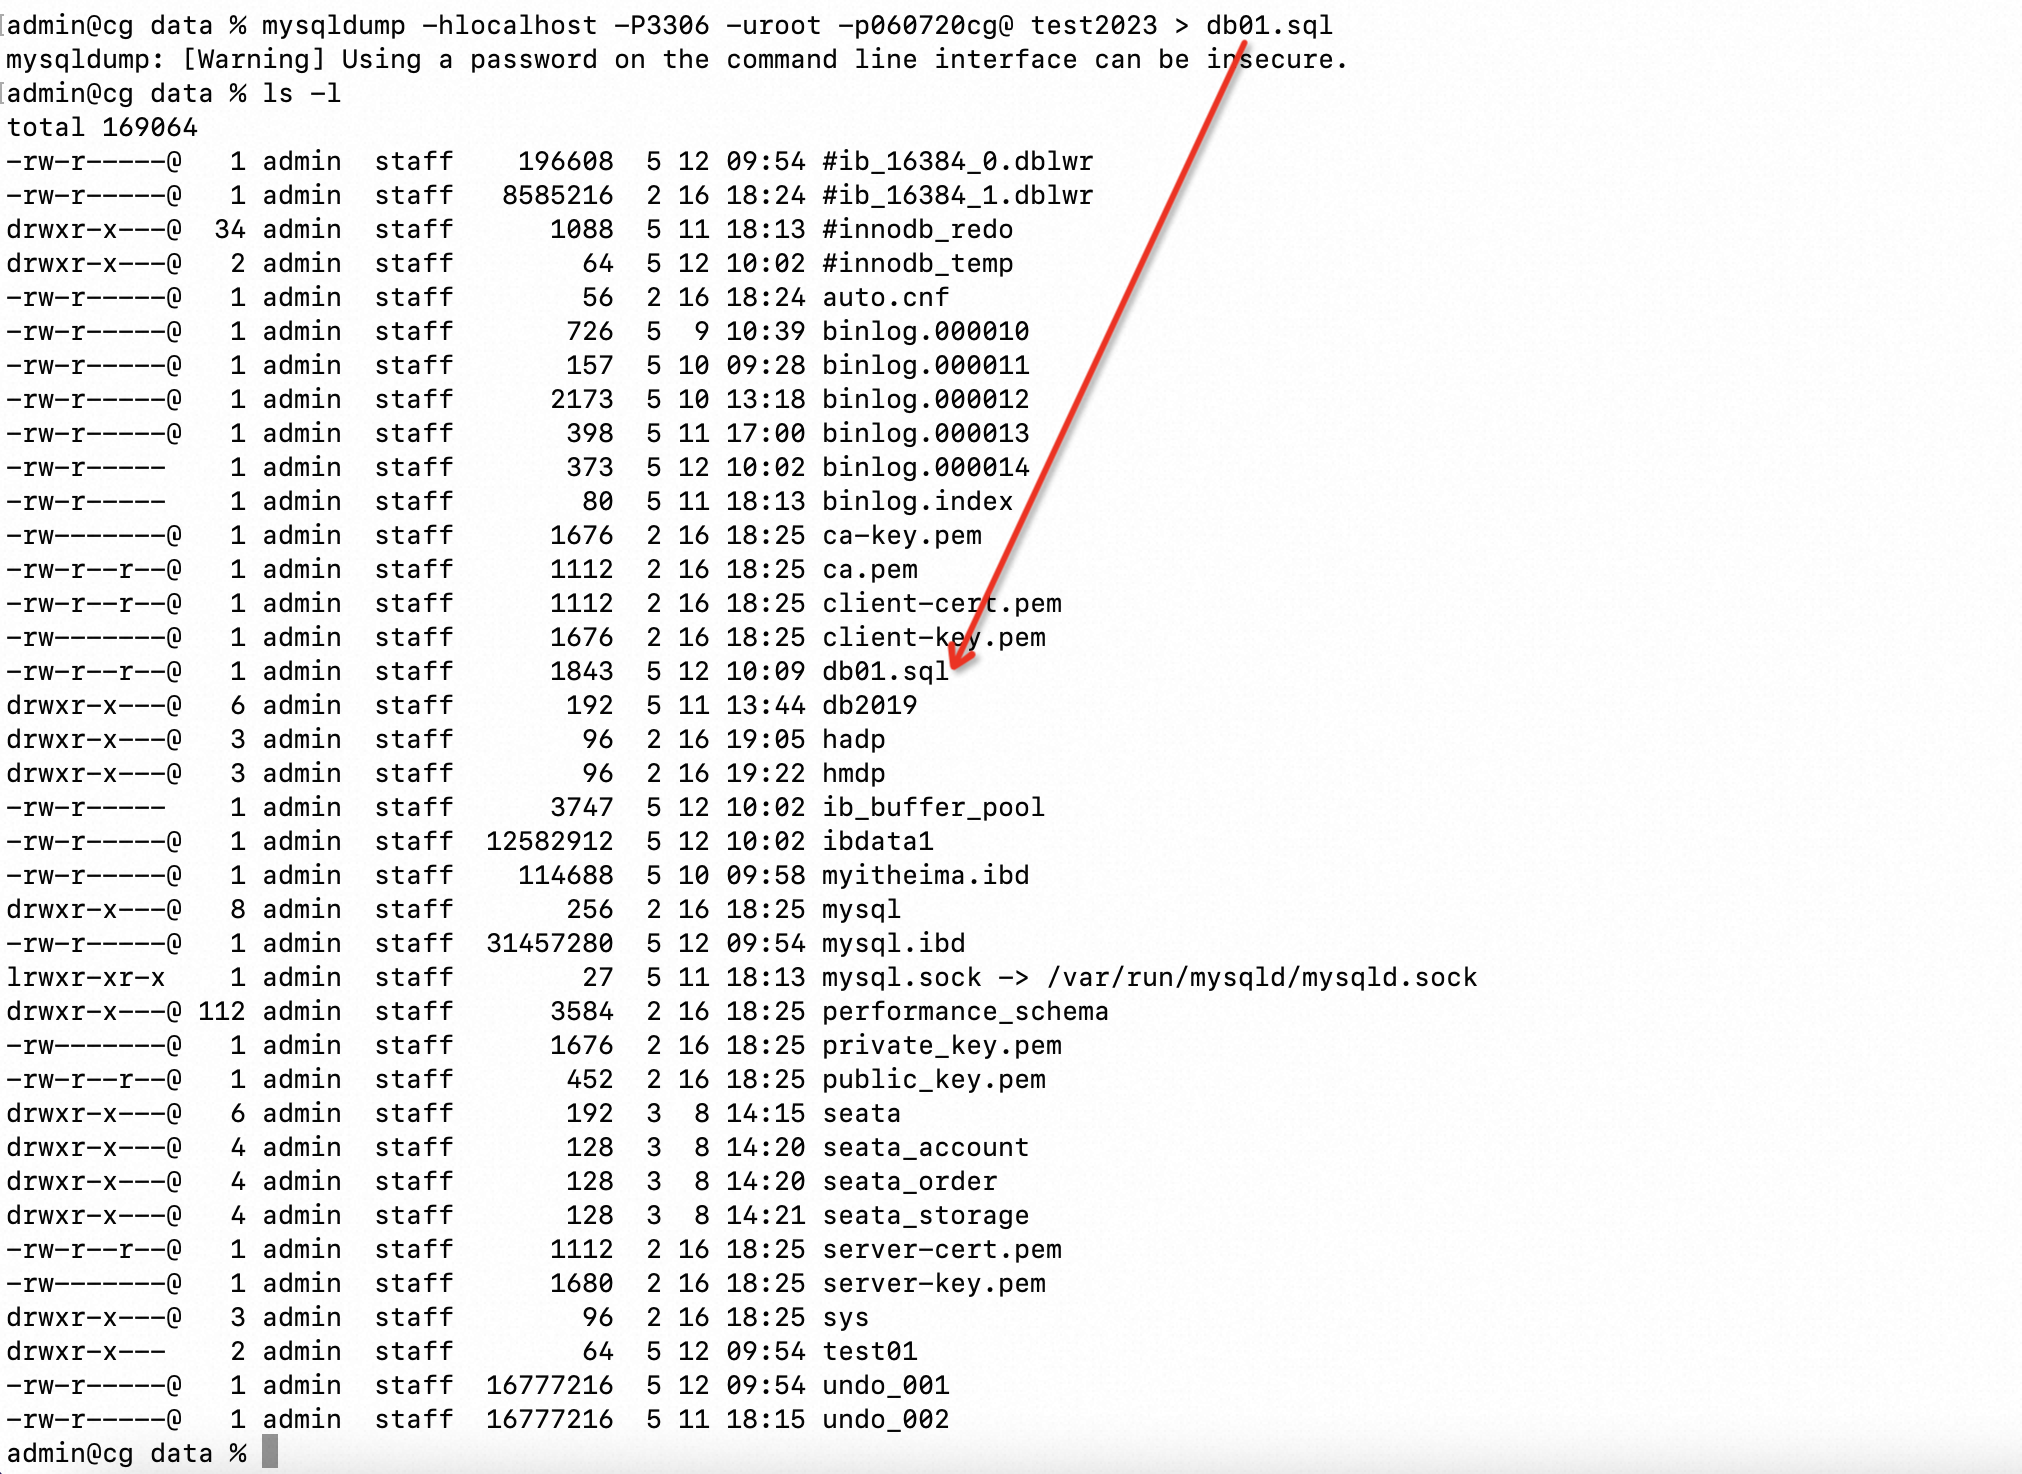 admin@cg data % mysqldump -hlocalhost -P3306 -uroot -p060720cg@ test2023 > db01.sql
mysqldump: [Warning] Using a password on the command line interface can be insecure.
admin@cg data % ls -l
total 169064
-rw-r-----@   1 admin  staff    196608  5 12 09:54 #ib_16384_0.dblwr
-rw-r-----@   1 admin  staff   8585216  2 16 18:24 #ib_16384_1.dblwr
drwxr-x---@  34 admin  staff      1088  5 11 18:13 #innodb_redo
drwxr-x---@   2 admin  staff        64  5 12 10:02 #innodb_temp
-rw-r-----@   1 admin  staff        56  2 16 18:24 auto.cnf
-rw-r-----@   1 admin  staff       726  5  9 10:39 binlog.000010
-rw-r-----@   1 admin  staff       157  5 10 09:28 binlog.000011
-rw-r-----@   1 admin  staff      2173  5 10 13:18 binlog.000012
-rw-r-----@   1 admin  staff       398  5 11 17:00 binlog.000013
-rw-r-----    1 admin  staff       373  5 12 10:02 binlog.000014
-rw-r-----    1 admin  staff        80  5 11 18:13 binlog.index
-rw-------@   1 admin  staff      1676  2 16 18:25 ca-key.pem
-rw-r--r--@   1 admin  staff      1112  2 16 18:25 ca.pem
-rw-r--r--@   1 admin  staff      1112  2 16 18:25 client-cert.pem
-rw-------@   1 admin  staff      1676  2 16 18:25 client-key.pem
-rw-r--r--@   1 admin  staff      1843  5 12 10:09 db01.sql
drwxr-x---@   6 admin  staff       192  5 11 13:44 db2019
drwxr-x---@   3 admin  staff        96  2 16 19:05 hadp
drwxr-x---@   3 admin  staff        96  2 16 19:22 hmdp
-rw-r-----    1 admin  staff      3747  5 12 10:02 ib_buffer_pool
-rw-r-----@   1 admin  staff  12582912  5 12 10:02 ibdata1
-rw-r-----@   1 admin  staff    114688  5 10 09:58 myitheima.ibd
drwxr-x---@   8 admin  staff       256  2 16 18:25 mysql
-rw-r-----@   1 admin  staff  31457280  5 12 09:54 mysql.ibd
lrwxr-xr-x    1 admin  staff        27  5 11 18:13 mysql.sock -> /var/run/mysqld/mysqld.sock
drwxr-x---@ 112 admin  staff      3584  2 16 18:25 performance_schema
-rw-------@   1 admin  staff      1676  2 16 18:25 private_key.pem
-rw-r--r--@   1 admin  staff       452  2 16 18:25 public_key.pem
drwxr-x---@   6 admin  staff       192  3  8 14:15 seata
drwxr-x---@   4 admin  staff       128  3  8 14:20 seata_account
drwxr-x---@   4 admin  staff       128  3  8 14:20 seata_order
drwxr-x---@   4 admin  staff       128  3  8 14:21 seata_storage
-rw-r--r--@   1 admin  staff      1112  2 16 18:25 server-cert.pem
-rw-------@   1 admin  staff      1680  2 16 18:25 server-key.pem
drwxr-x---@   3 admin  staff        96  2 16 18:25 sys
drwxr-x---    2 admin  staff        64  5 12 09:54 test01
-rw-r-----@   1 admin  staff  16777216  5 12 09:54 undo_001
-rw-r-----@   1 admin  staff  16777216  5 11 18:15 undo_002
admin@cg data %